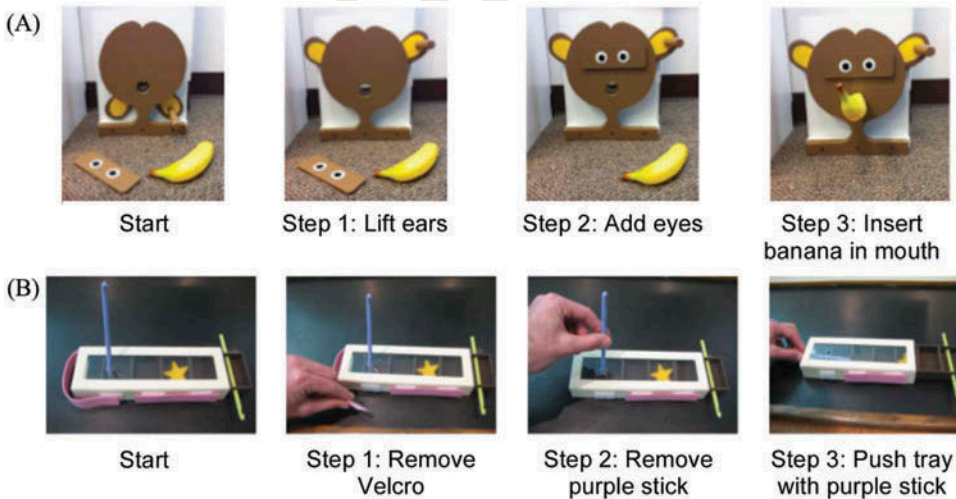 (A)
Start
Step 1: Lift ears
Step 2: Add eyes
Step 3: Insert
banana in mouth
(B)
Start
Step 1: Remove
Velcro
Step 2: Remove
purple stick
Step 3: Push tray
with purple stick